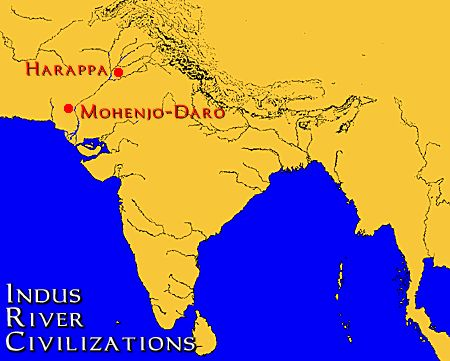 Harappa
Mohenjo-Daro
Indus
River
Civilizations